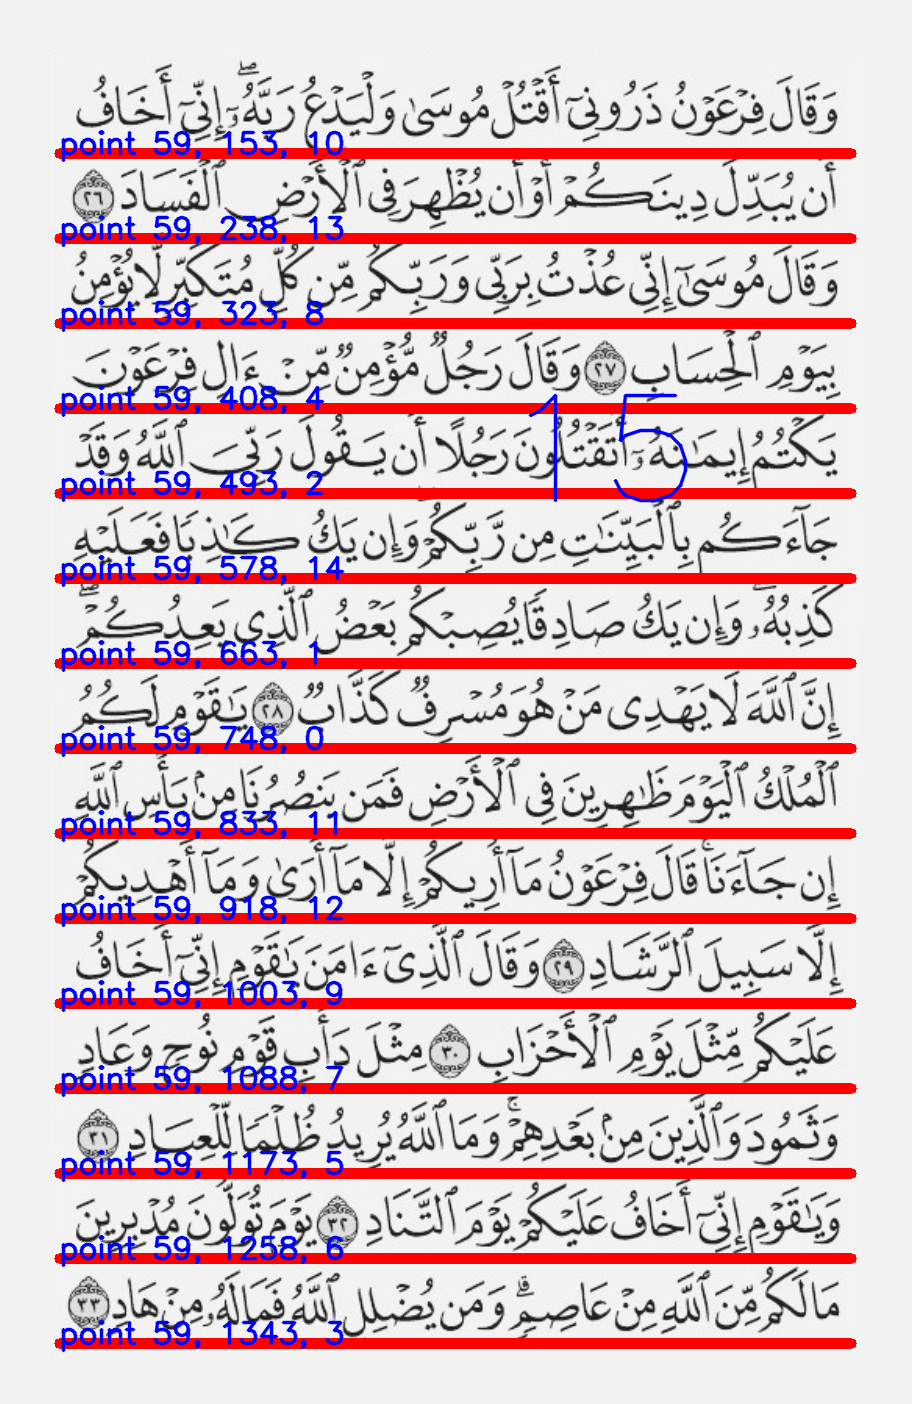 وَقَالَ فِرْعَوْنُ ذَرُونِىٓ أَقْتُلْ مُوسَىٰ وَلْيَدْعُ رَبَّهُۥٓ ۖ إِنِّىٓ أَخَافُ
point 59, 153, 10
أَن يُبَدِّلَ دِينَكُمْ أَوْ أَن يُظْهِرَ فِى ٱلْأَرْضِ ٱلْفَسَادَ ٢٦
point 59, 238, 13
وَقَالَ مُوسَىٰٓ إِنِّى عُذْتُ بِرَبِّى وَرَبِّكُم مِّن كُلِّ مُتَكَبِّرٍ لَّا يُؤْمِنُ
point 59, 323, 8
بِيَوْمِ ٱلْحِسَابِ ٢٧ وَقَالَ رَجُلٌ مُّؤْمِنٌ مِّنْ ءَالِ فِرْعَوْنَ
point 59, 408, 4
15
يَكْتُمُ إِيمَـٰنَهُۥٓ أَتَقْتُلُونَ رَجُلًا أَن يَقُولَ رَبِّىَ ٱللَّهُ وَقَدْ
point 59, 493, 2
جَآءَكُم بِٱلْبَيِّنَـٰتِ مِن رَّبِّكُمْ ۖ وَإِن يَكُ كَـٰذِبًا فَعَلَيْهِ
point 59, 578, 14
كَذِبُهُۥ ۖ وَإِن يَكُ صَادِقًا يُصِبْكُم بَعْضُ ٱلَّذِى يَعِدُكُمْ ۖ
point 59, 663, 1
إِنَّ ٱللَّهَ لَا يَهْدِى مَنْ هُوَ مُسْرِفٌ كَذَّابٌ ٢٨ يَـٰقَوْمِ لَكُمُ
point 59, 748, 0
ٱلْمُلْكُ ٱلْيَوْمَ ظَـٰهِرِينَ فِى ٱلْأَرْضِ فَمَن يَنصُرُنَا مِنۢ بَأْسِ ٱللَّهِ
point 59, 833, 11
إِن جَآءَنَا ۚ قَالَ فِرْعَوْنُ مَآ أُرِيكُمْ إِلَّا مَآ أَرَىٰ وَمَآ أَهْدِيكُمْ
point 59, 918, 12
إِلَّا سَبِيلَ ٱلرَّشَادِ ٢٩ وَقَالَ ٱلَّذِىٓ ءَامَنَ يَـٰقَوْمِ إِنِّىٓ أَخَافُ
point 59, 1003, 9
عَلَيْكُم مِّثْلَ يَوْمِ ٱلْأَحْزَابِ ٣٠ مِثْلَ دَأْبِ قَوْمِ نُوحٍ وَعَادٍ
point 59, 1088, 7
وَثَمُودَ وَٱلَّذِينَ مِنۢ بَعْدِهِمْ ۚ وَمَا ٱللَّهُ يُرِيدُ ظُلْمًا لِّلْعِبَادِ ٣١
point 59, 1173, 5
وَيَـٰقَوْمِ إِنِّىٓ أَخَافُ عَلَيْكُمْ يَوْمَ ٱلتَّنَادِ ٣٢ يَوْمَ تُوَلُّونَ مُدْبِرِينَ
point 59, 1258, 6
مَا لَكُم مِّنَ ٱللَّهِ مِنْ عَاصِمٍ ۗ وَمَن يُضْلِلِ ٱللَّهُ فَمَا لَهُۥ مِنْ هَادٍ ٣٣
point 59, 1343, 3